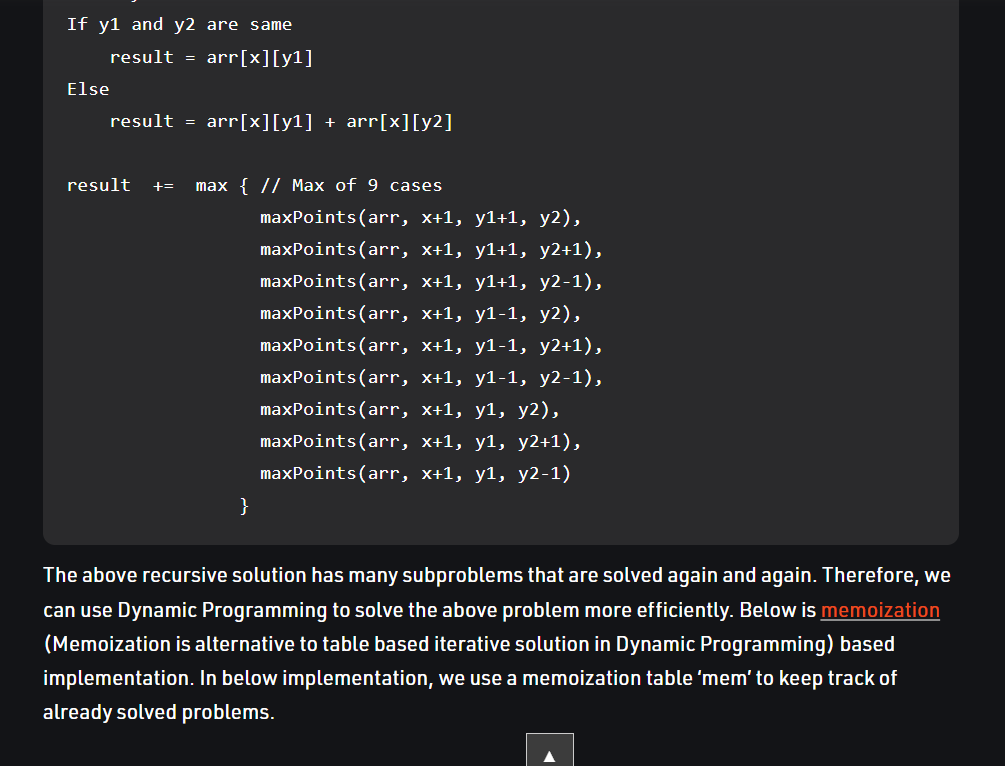 If y1 and y2 are same
result = arr[x][y1]
Else
result = arr[x][y1] + arr[x][y2]
result += max { // Max of 9 cases
maxPoints(arr, x+1, y1+1, y2),
maxPoints(arr, x+1, y1+1, y2+1),
maxPoints(arr, x+1, y1+1, y2-1),
maxPoints(arr, x+1, y1-1, y2),
maxPoints(arr, x+1, y1-1, y2+1),
maxPoints(arr, x+1, y1-1, y2-1),
maxPoints(arr, x+1, y1, y2),
maxPoints(arr, x+1, y1, y2+1),
maxPoints(arr, x+1, y1, y2-1)
}
The above recursive solution has many subproblems that are solved again and again. Therefore, we
can use Dynamic Programming to solve the above problem more efficiently. Below is memoization
(Memoization is alternative to table based iterative solution in Dynamic Programming) based
implementation. In below implementation, we use a memoization table ‘mem’ to keep track of
already solved problems.